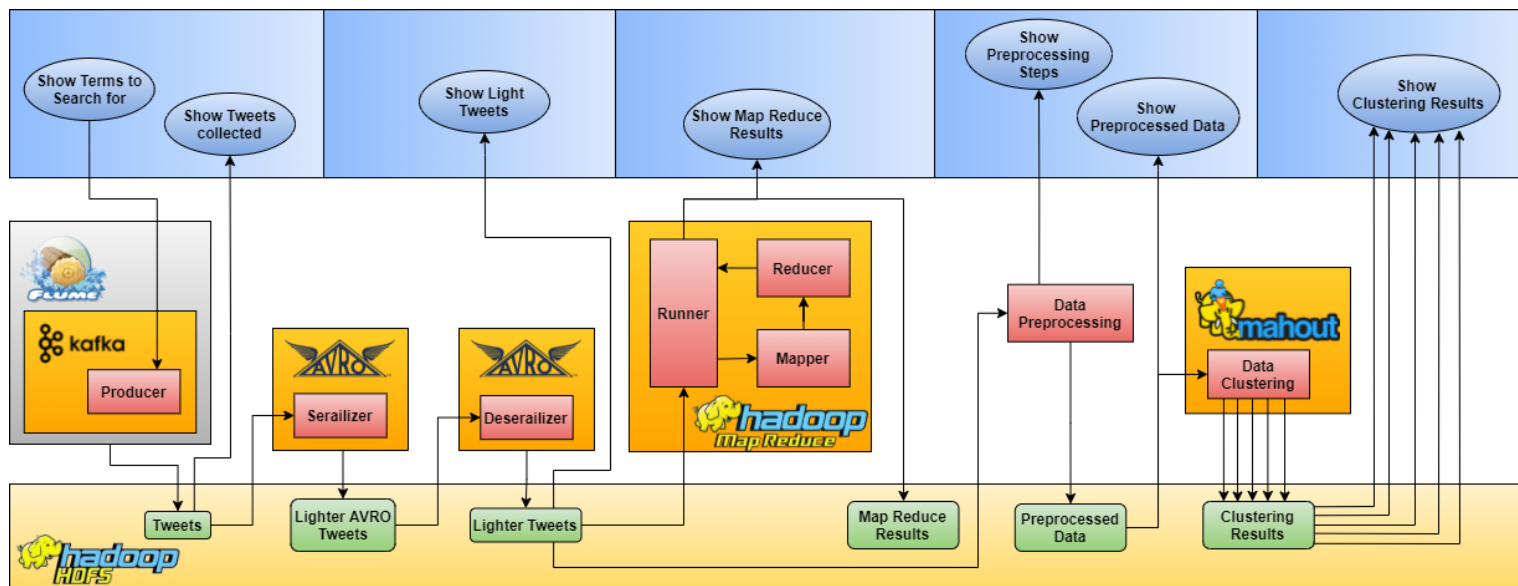 Show Terms to
Search for
Show Tweets
collected
Show Light
Tweets
Show Map Reduce
Results
Show
Preprocessing
Steps
Show
Preprocessed Data
Show
Clustering Results
FLUME
kafka
Producer
AVRO
Serailizer
AVRO
Deserailizer
Runner
Reducer
Mapper
hadoop
Map Reduce
Data
Preprocessing
mahout
Data
Clustering
Tweets
Lighter AVRO
Tweets
Lighter Tweets
Map Reduce
Results
Preprocessed
Data
Clustering
Results
hadoop
HDFS